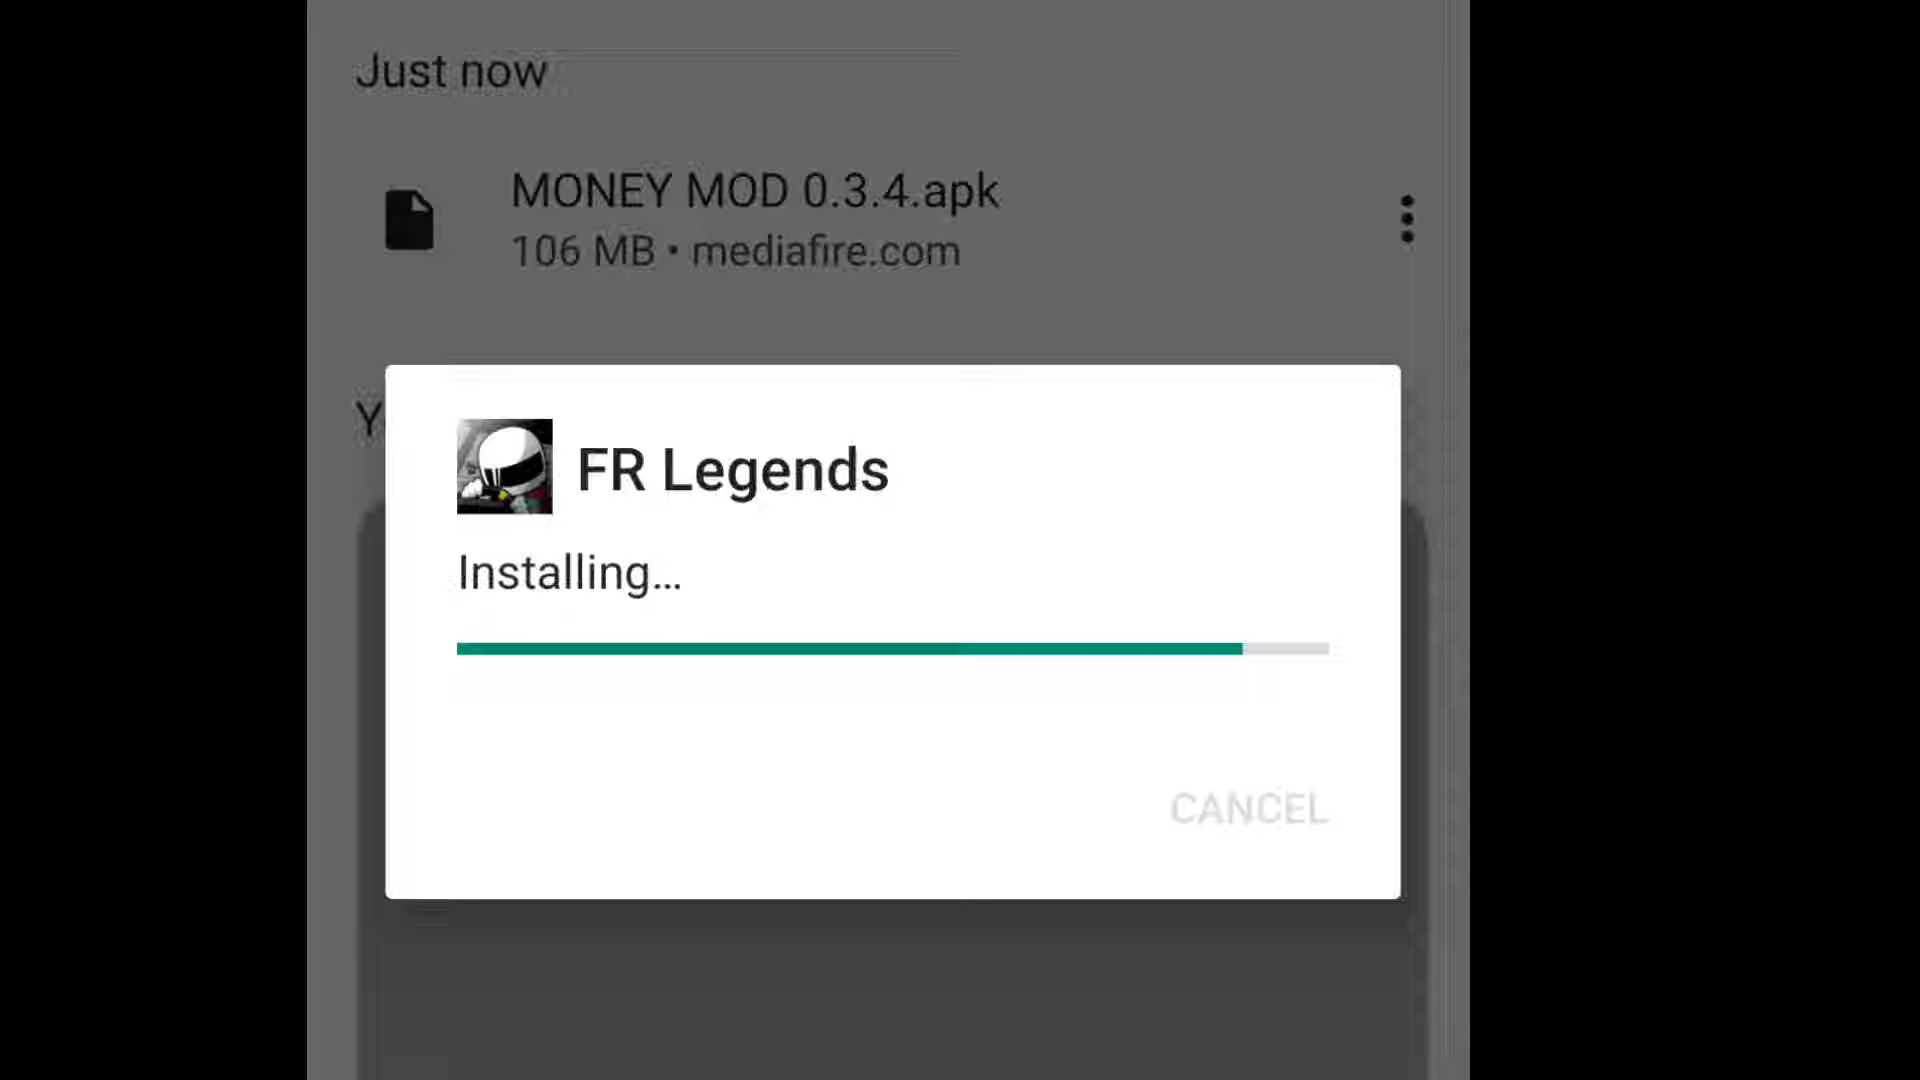 Just now
MONEY MOD 0.3.4.apk
106 MB • mediafire.com
Y
FR Legends
Installing...
CANCEL